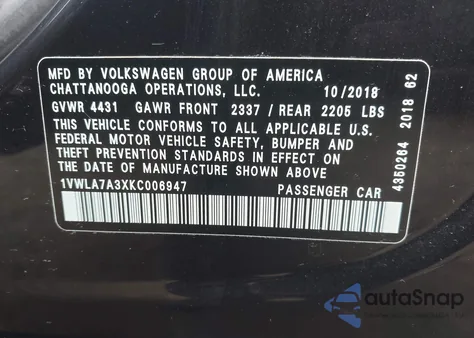 MFD BY VOLKSWAGEN GROUP OF AMERICA
CHATTANOOGA OPERATIONS, LLC. 10/2018
GVWR 4431 GAWR FRONT 2337 / REAR 2205 LBS
THIS VEHICLE CONFORMS TO ALL APPLICABLE U.S.
FEDERAL MOTOR VEHICLE SAFETY, BUMPER AND
THEFT PREVENTION STANDARDS IN EFFECT ON
THE DATE OF MANUFACTURE SHOWN ABOVE
1VWLA7A3XKC006947 PASSENGER CAR
4350264 2018 62
autoSnap